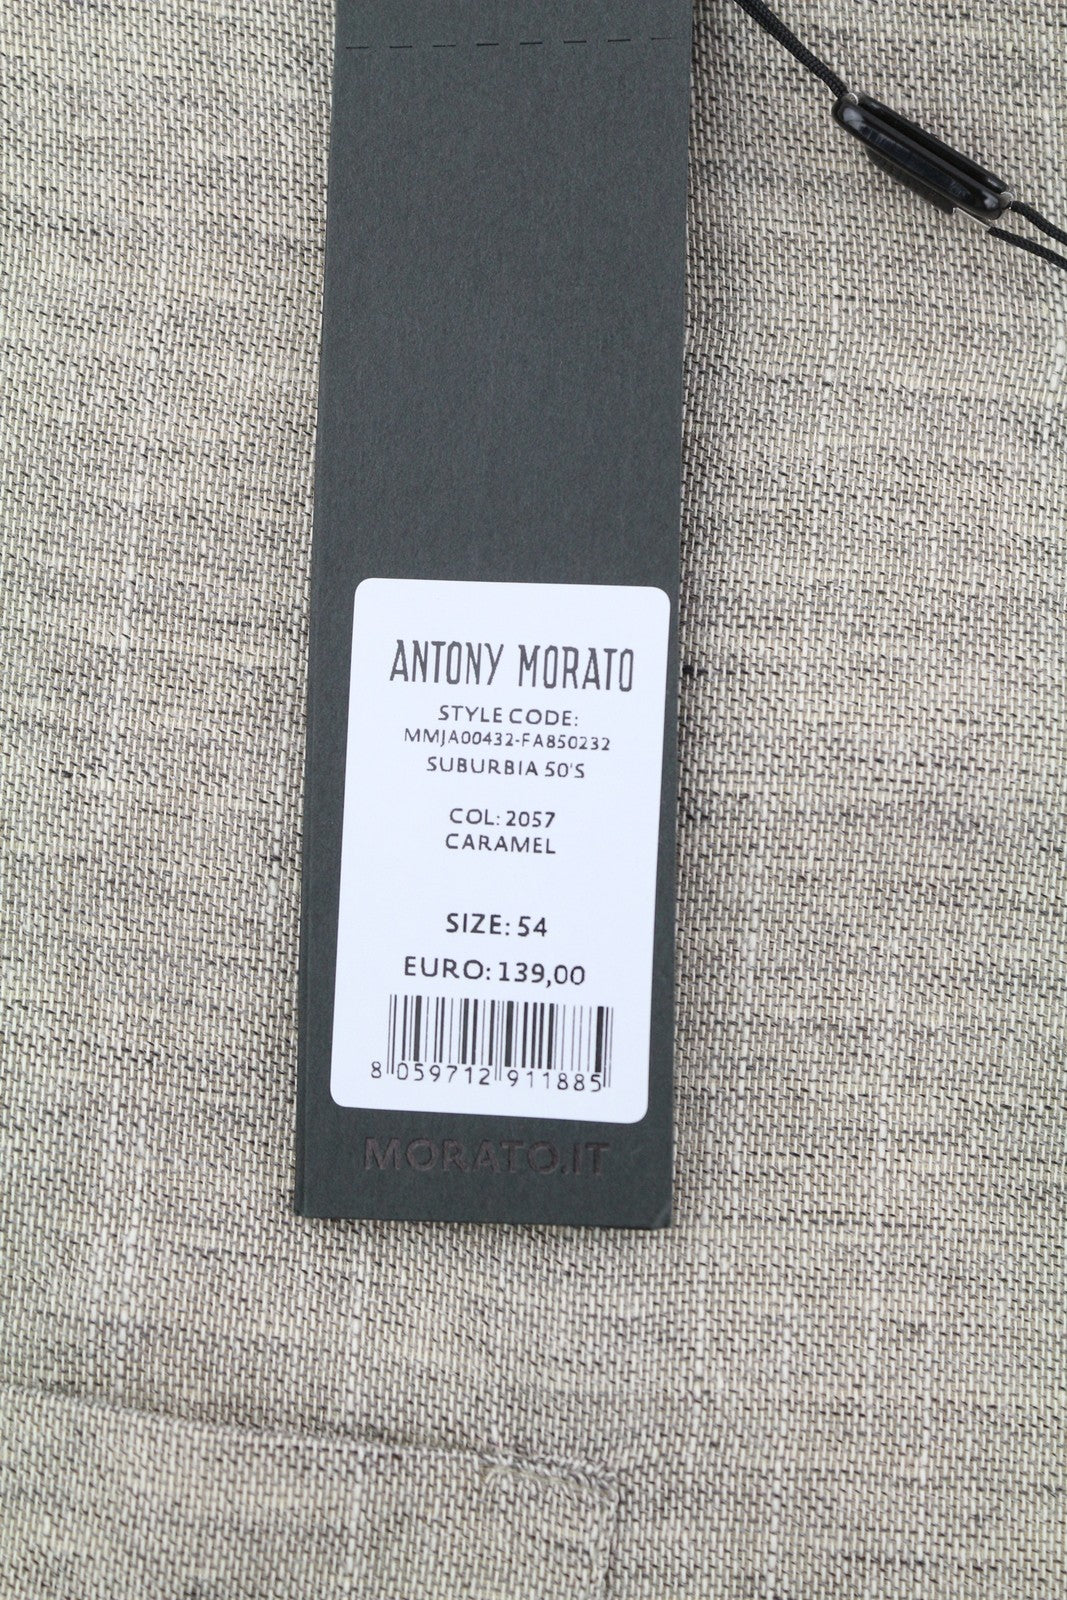 ANTONY MORATO
STYLE CODE:
MMJA00432-FA850232
SUBURBIA 50'S
COL: 2057
CARAMEL
SIZE: 54
EURO: 139,00
8 059712 911885
MORATO.IT